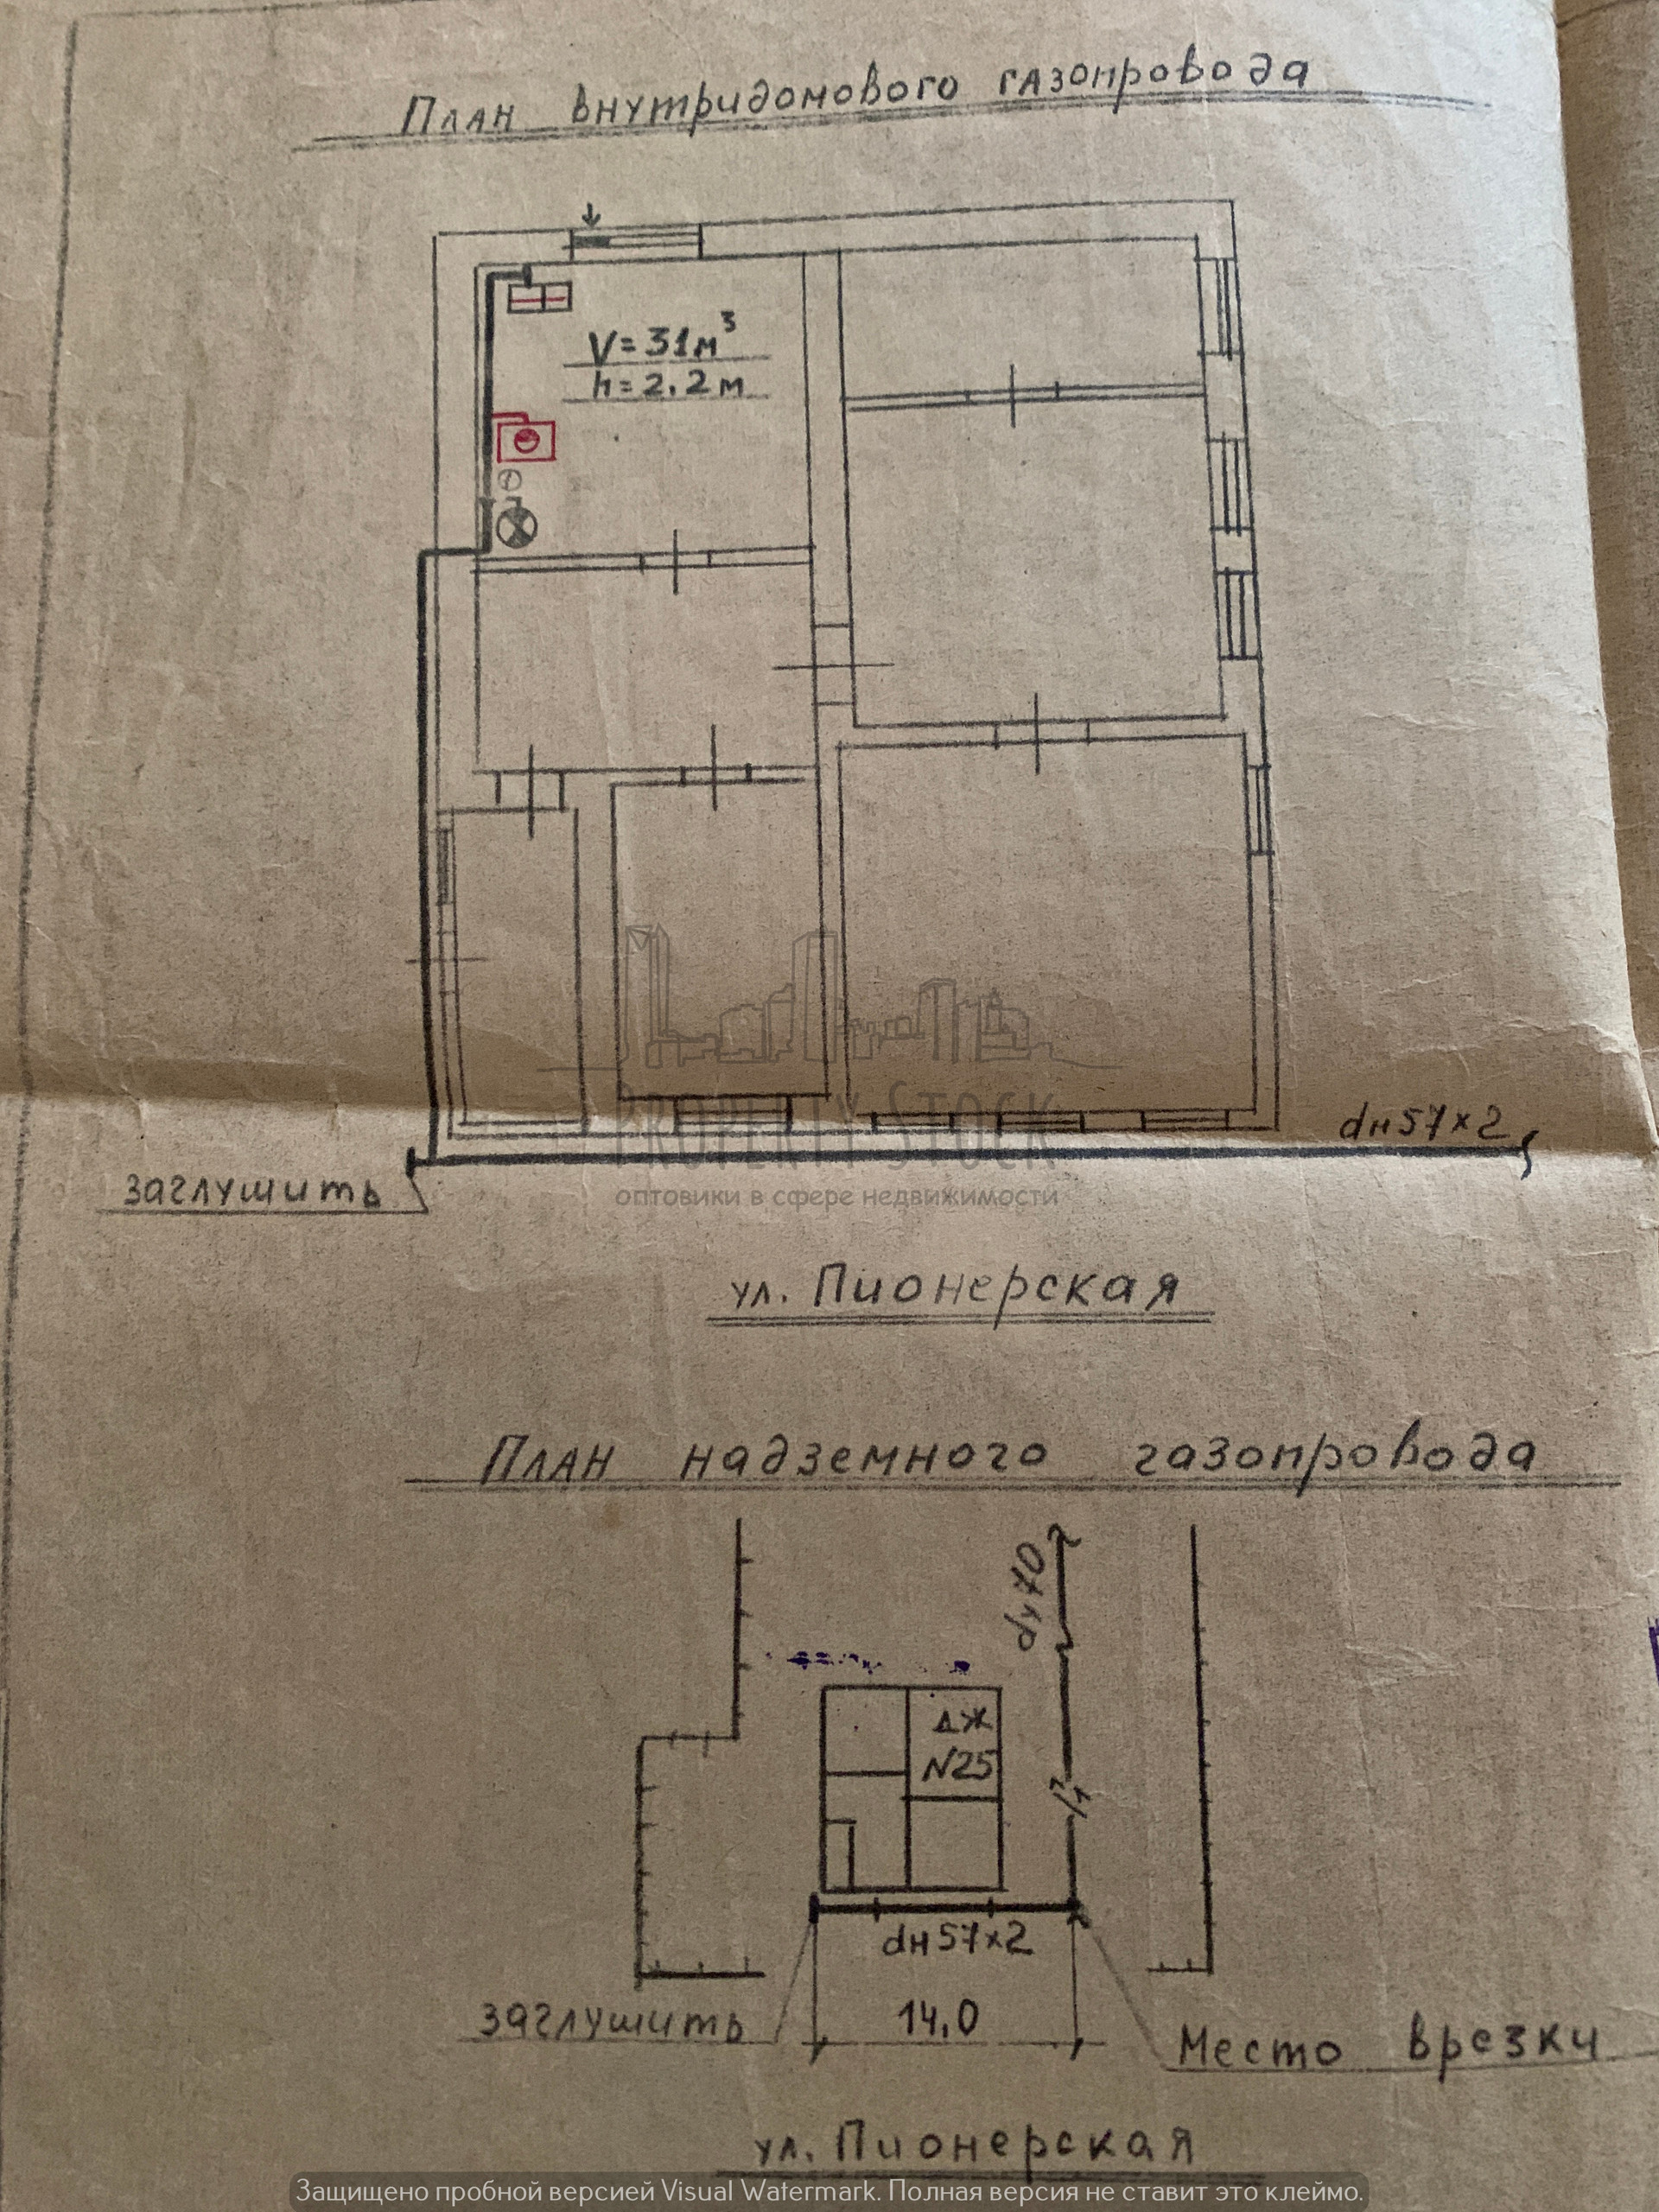 План внутридомового газопровода
V=31м³
h=2.2м
dн57×2
заглушить
PROPERTY STOCK
оптовики в сфере недвижимости
ул. Пионерская
План надземного газопровода
dу70
ДЖ
N25
dн57×2
заглушить
14,0
Место врезки
ул. Пионерская
Защищено пробной версией Visual Watermark. Полная версия не ставит это клеймо.